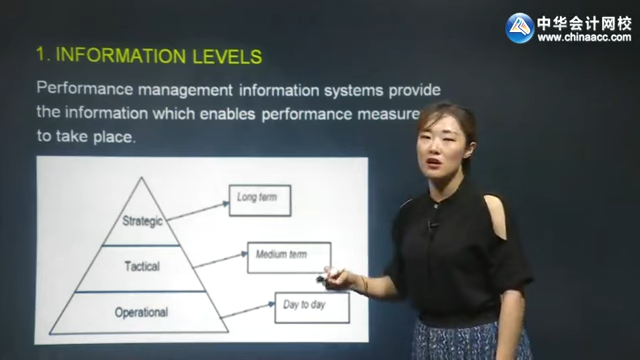 中华会计网校
www.chinaacc.com
1. INFORMATION LEVELS
Performance management information systems provide
the information which enables performance measure
to take place.
Long term
Strategic
Medium term
Tactical
Day to day
Operational